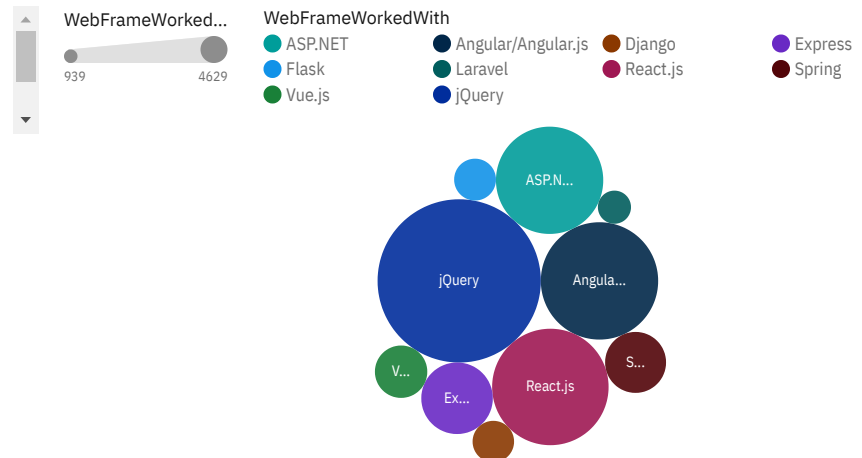 WebFrameWorked...
939 4629
WebFrameWorkedWith
ASP.NET Angular/Angular.js Django Express
Flask Laravel React.js Spring
Vue.js jQuery
ASP.N...
jQuery Angula...
V... S...
Ex... React.js